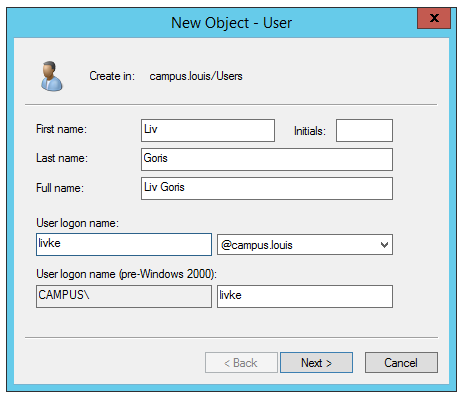 New Object - User
x
Create in: campus.louis/Users
First name: Liv Initials:
Last name: Goris
Full name: Liv Goris
User logon name:
livke @campus.louis
User logon name (pre-Windows 2000):
CAMPUS\ livke
< Back Next > Cancel